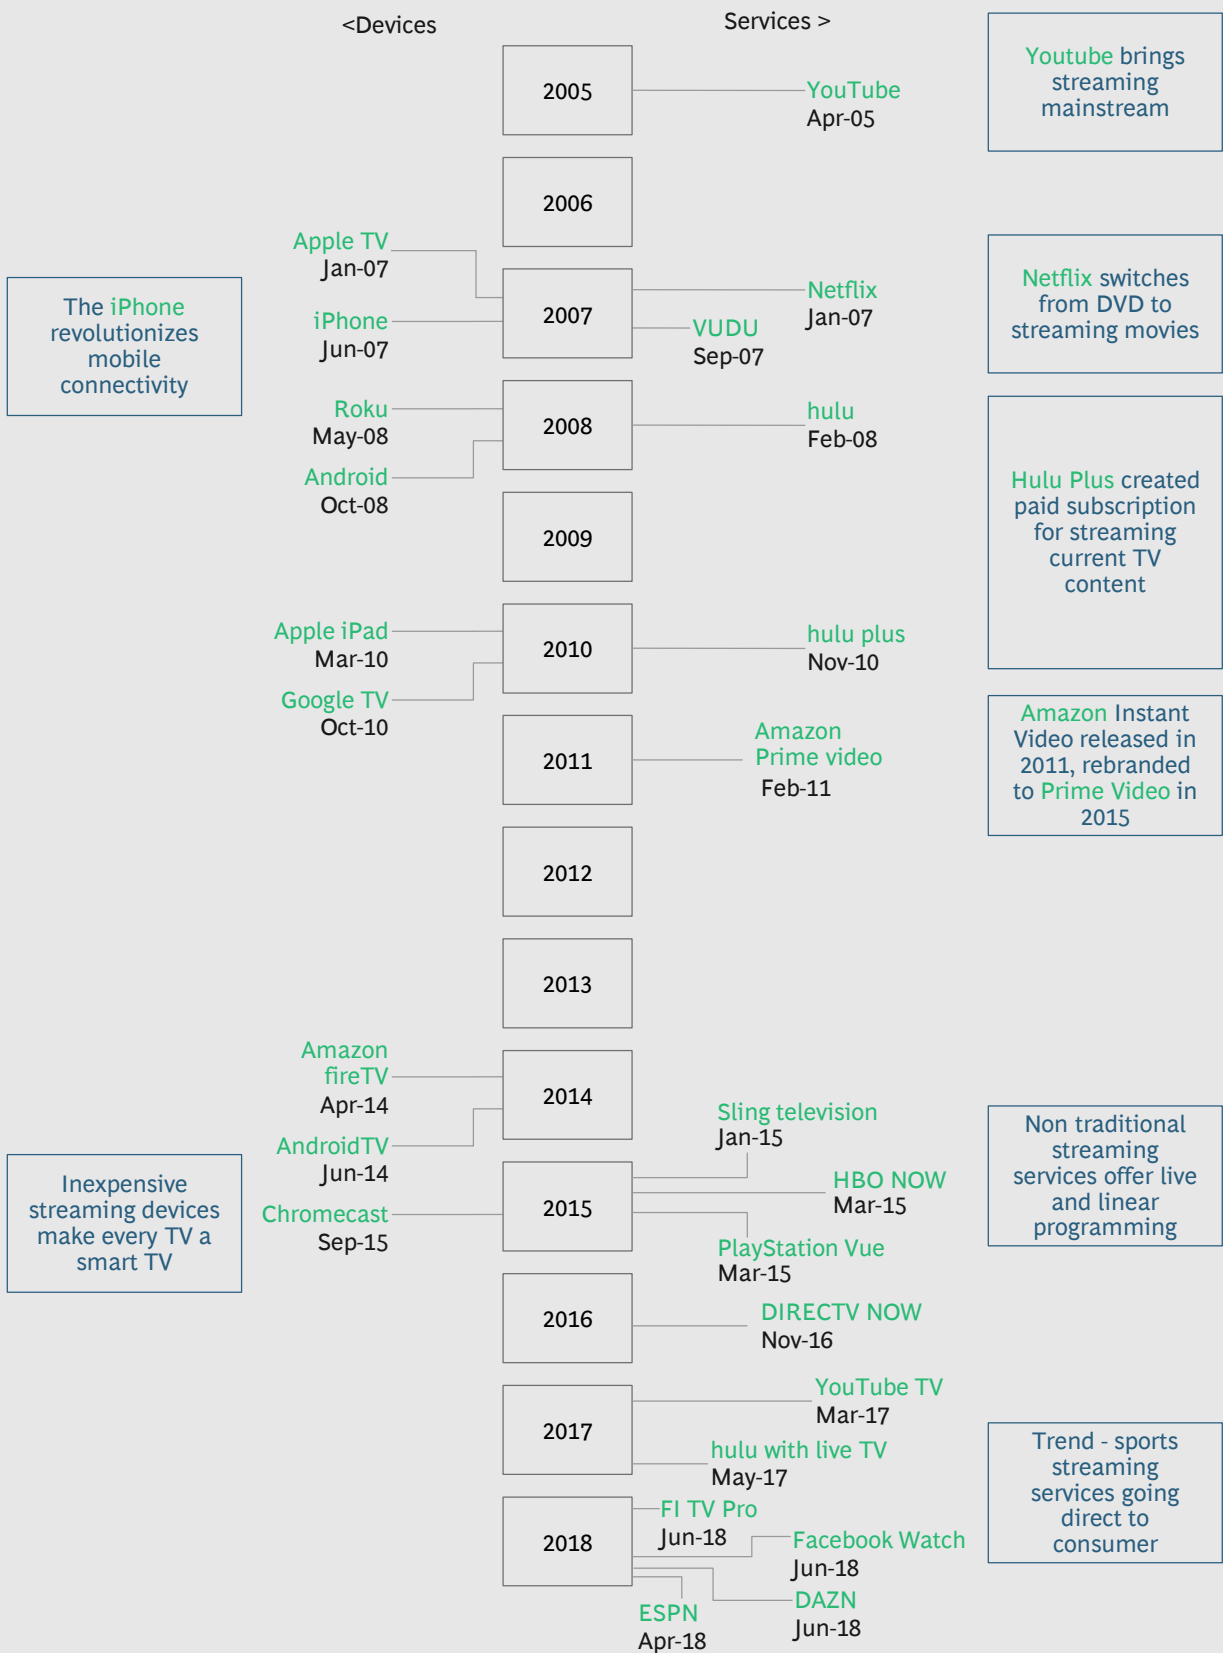 <Devices
Services >
2005
YouTube
Apr-05
Youtube brings
streaming
mainstream
2006
Apple TV
Jan-07
The iPhone
revolutionizes
mobile
connectivity
iPhone
Jun-07
2007
Netflix
Jan-07
VUDU
Sep-07
Netflix switches
from DVD to
streaming movies
Roku
May-08
Android
Oct-08
2008
hulu
Feb-08
Hulu Plus created
paid subscription
for streaming
current TV
content
2009
Apple iPad
Mar-10
Google TV
Oct-10
2010
hulu plus
Nov-10
2011
Amazon
Prime video
Feb-11
Amazon Instant
Video released in
2011, rebranded
to Prime Video in
2015
2012
2013
Amazon
fireTV
Apr-14
AndroidTV
Jun-14
2014
Inexpensive
streaming devices
make every TV a
smart TV
Chromecast
Sep-15
2015
Sling television
Jan-15
HBO NOW
Mar-15
PlayStation Vue
Mar-15
Non traditional
streaming
services offer live
and linear
programming
2016
DIRECTV NOW
Nov-16
2017
YouTube TV
Mar-17
hulu with live TV
May-17
Trend - sports
streaming
services going
direct to
consumer
2018
FI TV Pro
Jun-18
Facebook Watch
Jun-18
DAZN
Jun-18
ESPN
Apr-18